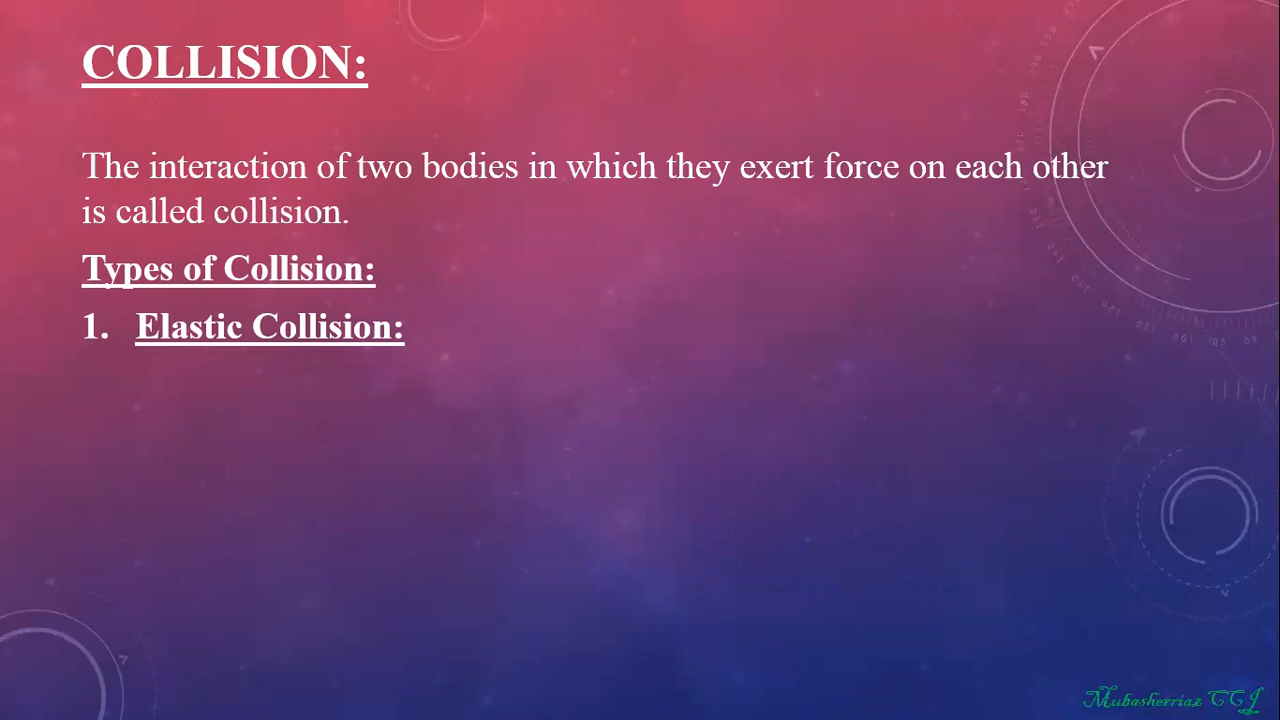 COLLISION:
The interaction of two bodies in which they exert force on each other
is called collision.
Types of Collision:
1. Elastic Collision:
Mubasherriaz CCJ